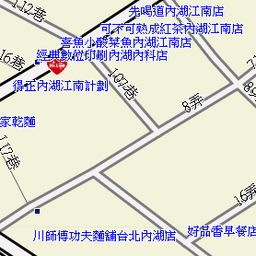 先喝道內湖江南店
112巷
可不可熟成紅茶內湖江南店
喜魚小酸菜魚內湖江南店
16巷
經典數位印刷內湖內科店
107巷
得正內湖江南計劃
8弄
家乾麵
117巷
16弄
川師傅功夫麵舖台北內湖店
好品香早餐店